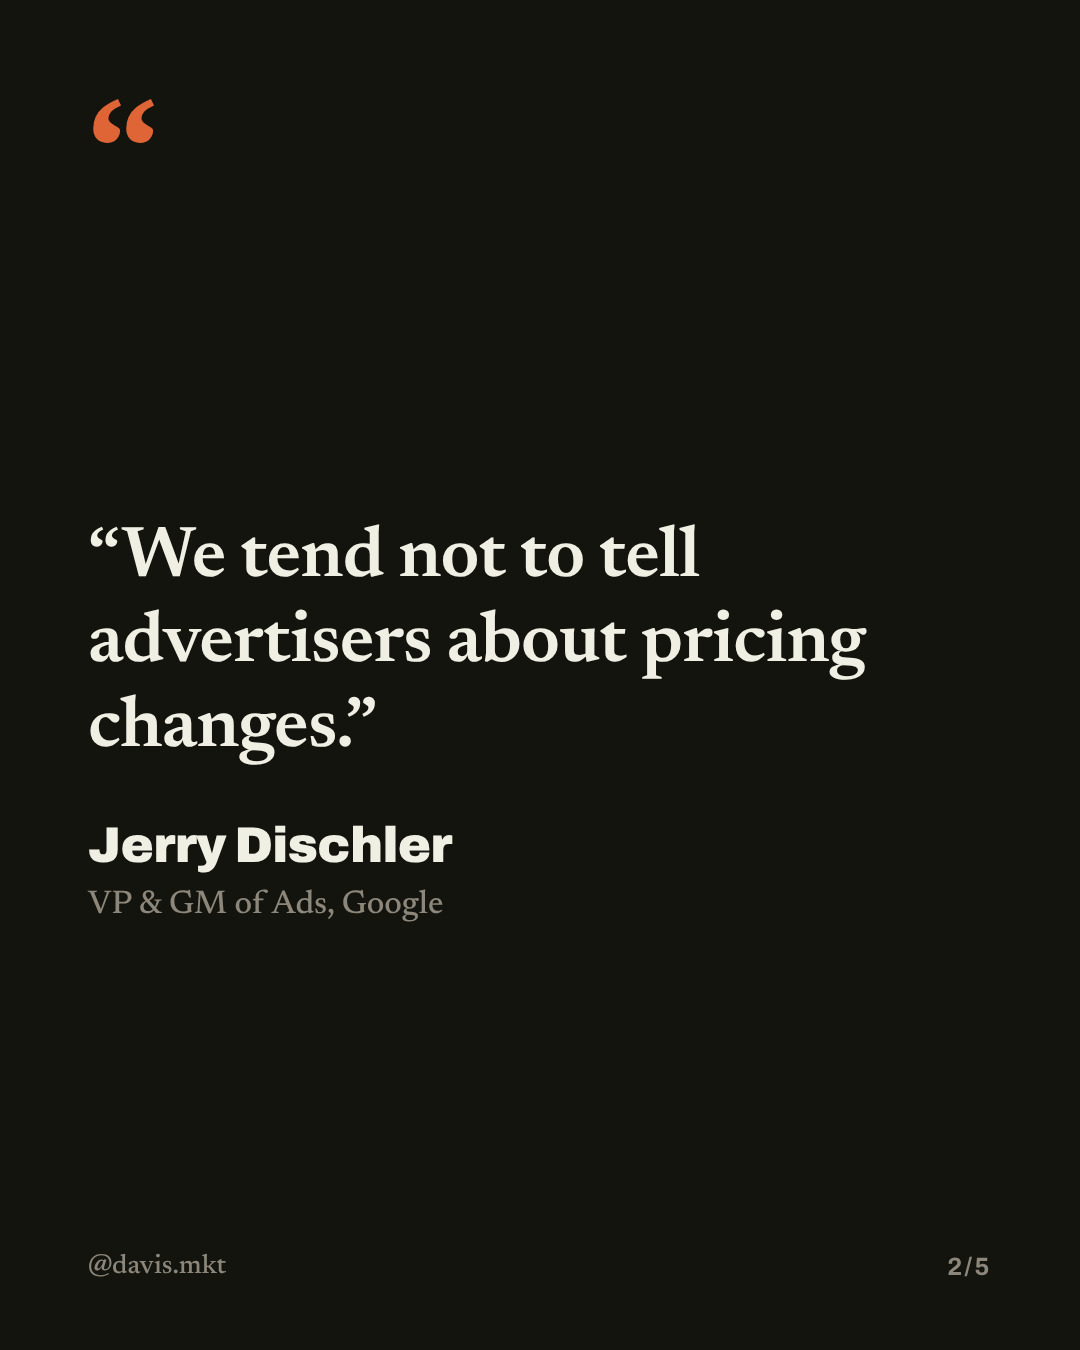 “
“We tend not to tell
advertisers about pricing
changes.”
Jerry Dischler
VP & GM of Ads, Google
@davis.mkt
2/5